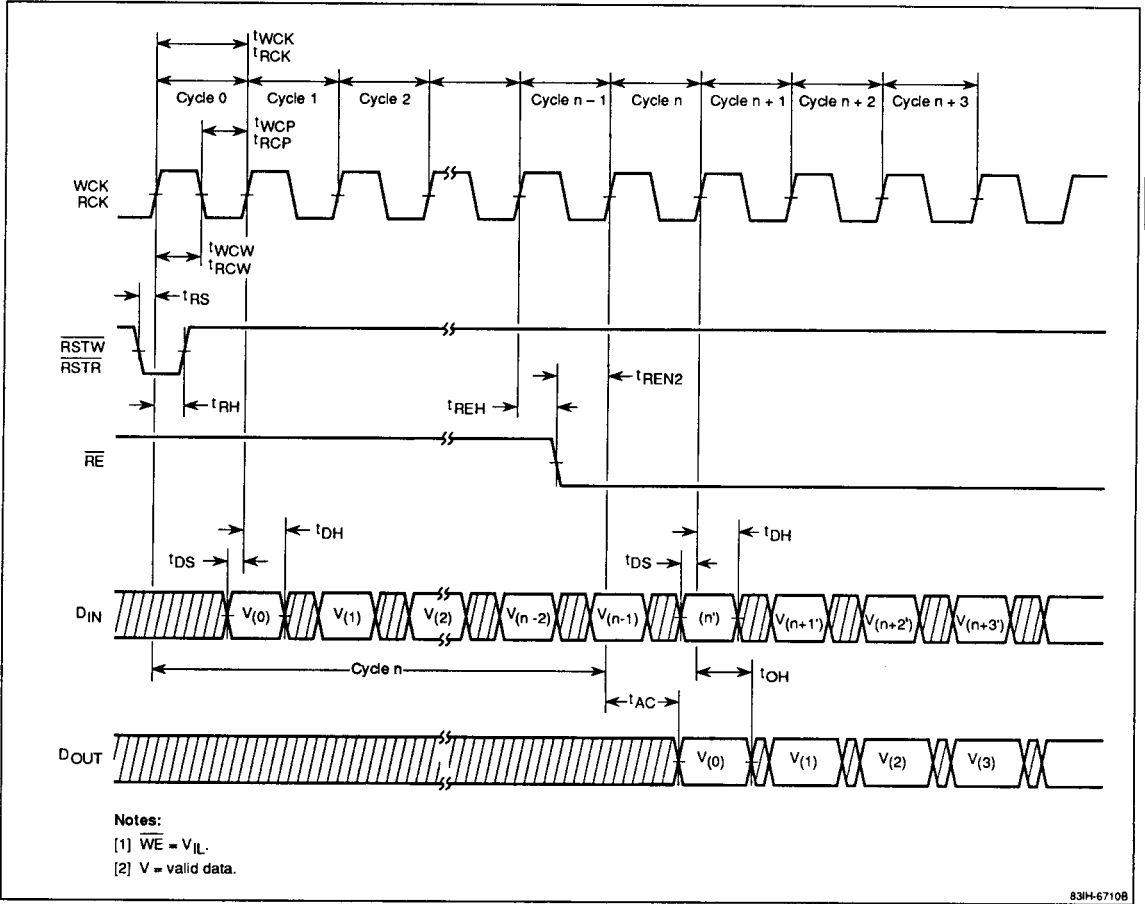 tWCK
tRCK
Cycle 0
Cycle 1
Cycle 2
Cycle n – 1
Cycle n
Cycle n + 1
Cycle n + 2
Cycle n + 3
tWCP
tRCP
WCK
RCK
tWCW
tRCW
tRS
RSTW
RSTR
tRH
tREN2
tREH
RE
tDH
tDS
tDH
tDS
DIN
V(0)
V(1)
V(2)
V(n -2)
V(n-1)
(n')
V(n+1')
V(n+2')
V(n+3')
Cycle n
tOH
tAC
DOUT
V(0)
V(1)
V(2)
V(3)
Notes:
[1] WE = VIL.
[2] V = valid data.
83IH-6710B